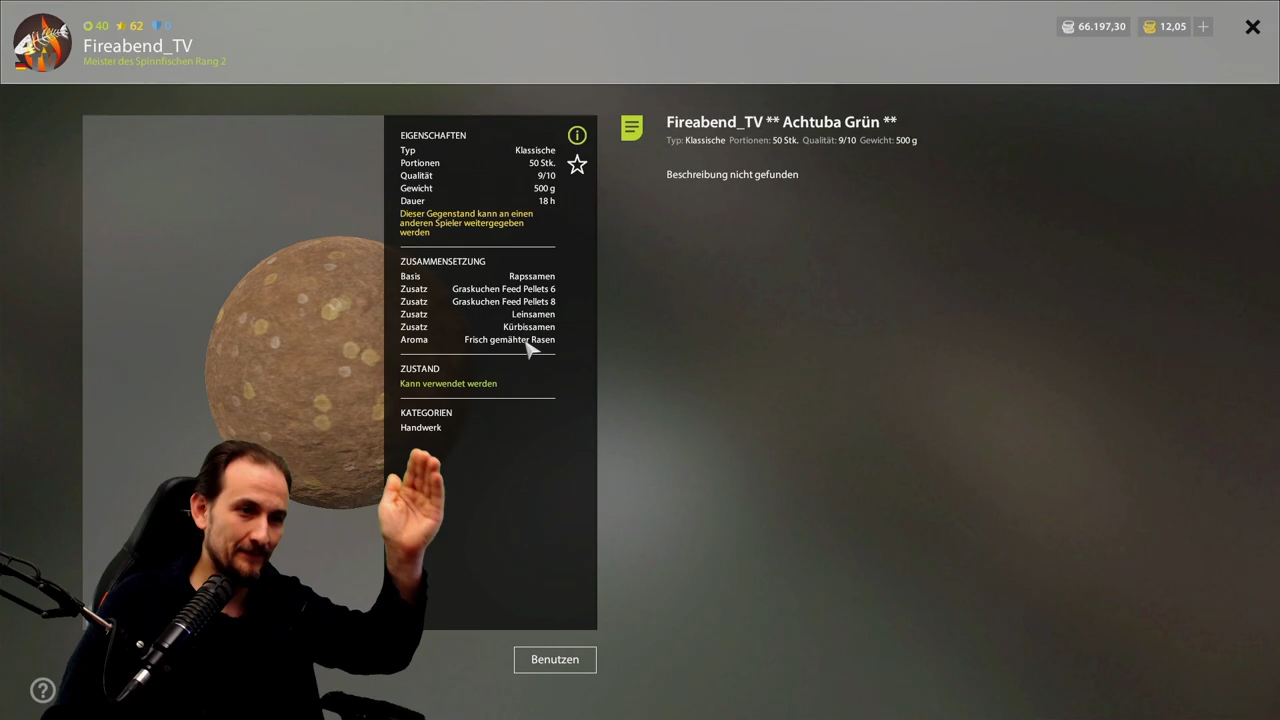 40 62 0
Fireabend_TV
Meister des Spinnfischen Rang 2
66.197,30 12,05 +
EIGENSCHAFTEN
Typ Klassische
Portionen 50 Stk.
Qualität 9/10
Gewicht 500 g
Dauer 18 h
Dieser Gegenstand kann an einen
anderen Spieler weitergegeben
werden
ZUSAMMENSETZUNG
Basis Rapssamen
Zusatz Graskuchen Feed Pellets 6
Zusatz Graskuchen Feed Pellets 8
Zusatz Leinsamen
Zusatz Kürbissamen
Aroma Frisch gemähter Rasen
ZUSTAND
Kann verwendet werden
KATEGORIEN
Handwerk
Benutzen
Fireabend_TV ** Achtuba Grün **
Typ: Klassische Portionen: 50 Stk. Qualität: 9/10 Gewicht: 500 g
Beschreibung nicht gefunden